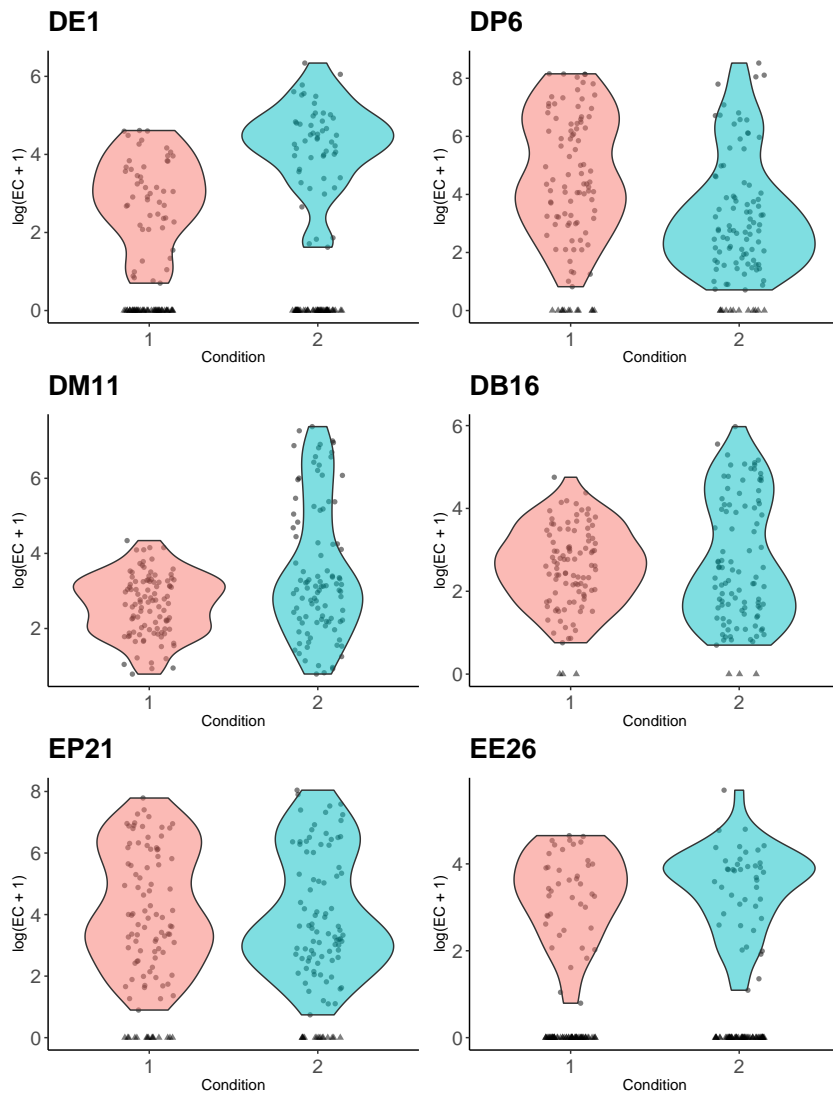 DE1
log(EC + 1)
6
4
2
0
1
2
Condition
DP6
log(EC + 1)
8
6
4
2
0
1
2
Condition
DM11
log(EC + 1)
6
4
2
1
2
Condition
DB16
log(EC + 1)
6
4
2
0
1
2
Condition
EP21
log(EC + 1)
8
6
4
2
0
1
2
Condition
EE26
log(EC + 1)
4
2
0
1
2
Condition